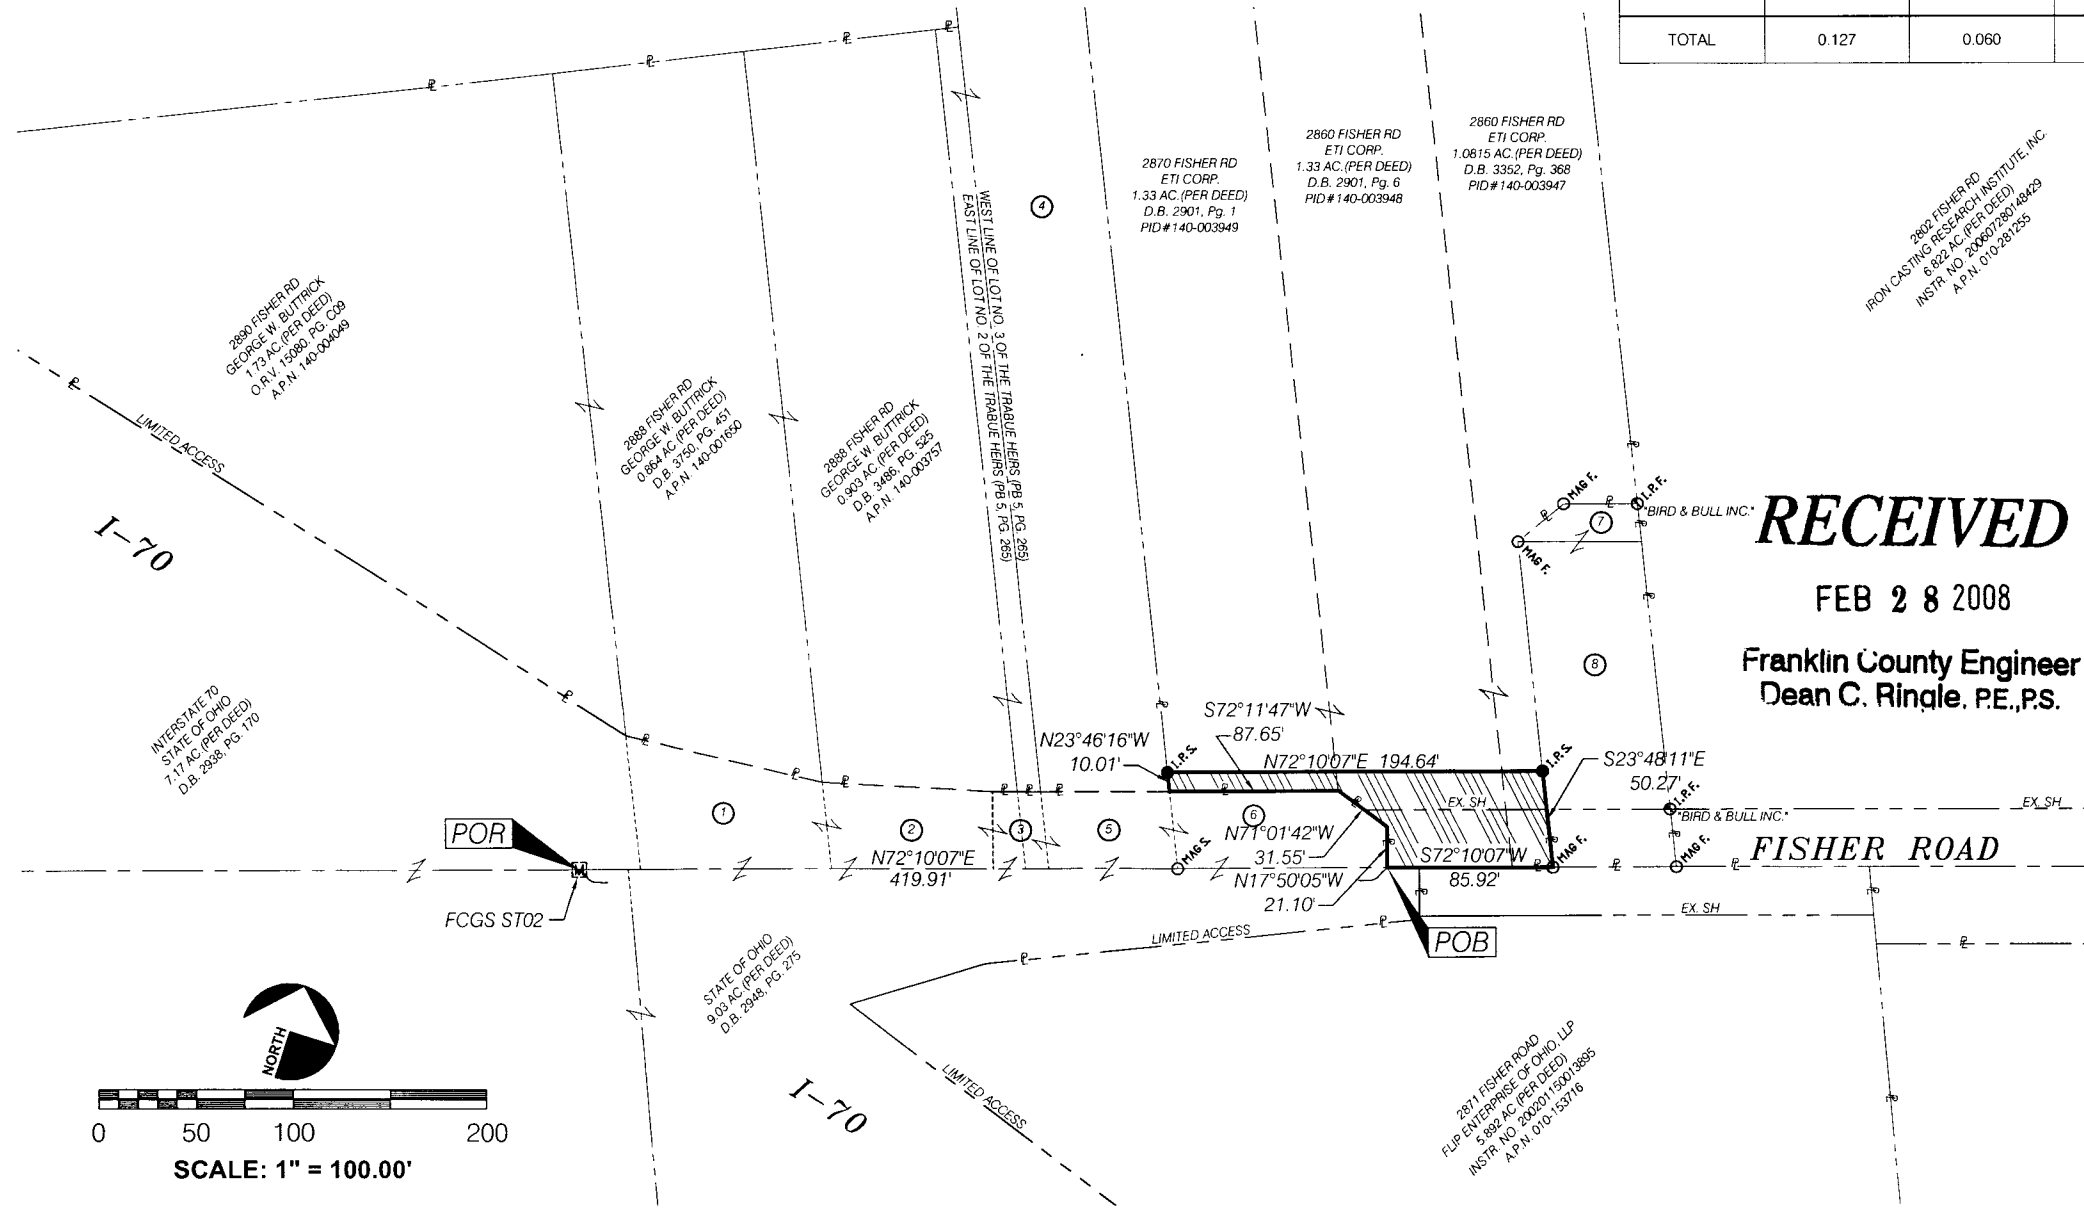 TOTAL 0.127 0.060
2890 FISHER RD
GEORGE W. BUTTRICK
1.73 AC.(PER DEED)
O.R.V. 15080, PG. C09
A.P.N. 140-004049
2888 FISHER RD
GEORGE W. BUTTRICK
0.864 AC.(PER DEED)
D.B. 3750, PG. 451
A.P.N. 140-001650
2888 FISHER RD
GEORGE W. BUTTRICK
0.903 AC.(PER DEED)
D.B. 3486, PG. 525
A.P.N. 140-003757
WEST LINE OF LOT NO. 3 OF THE TRABUE HEIRS (PB 5, PG. 265)
EAST LINE OF LOT NO. 2 OF THE TRABUE HEIRS (PB 5, PG. 265)
4
2870 FISHER RD
ETI CORP.
1.33 AC.(PER DEED)
D.B. 2901, Pg. 1
PID# 140-003949
2860 FISHER RD
ETI CORP.
1.33 AC.(PER DEED)
D.B. 2901, Pg. 6
PID# 140-003948
2860 FISHER RD
ETI CORP.
1.0815 AC.(PER DEED)
D.B. 3352, Pg. 368
PID# 140-003947
2802 FISHER RD
IRON CASTING RESEARCH INSTITUTE, INC.
6.822 AC.(PER DEED)
INSTR. NO. 200607280148429
A.P.N. 010-281255
LIMITED ACCESS
I-70
MAG F.
I.P.F.
"BIRD & BULL INC."
7
MAG F.
RECEIVED
FEB 28 2008
Franklin County Engineer
Dean C. Ringle, P.E.,P.S.
8
INTERSTATE 70
STATE OF OHIO
7.17 AC.(PER DEED)
D.B. 2938, PG. 170
N23°46'16"W
10.01'
I.P.S.
S72°11'47"W
87.65'
N72°10'07"E 194.64'
I.P.S.
S23°48'11"E
50.27'
EX. SH
I.P.F.
"BIRD & BULL INC."
EX. SH
1
2
3
5
6
POR
N72°10'07"E
419.91'
MAG S.
N71°01'42"W
31.55'
N17°50'05"W
21.10'
S72°10'07"W
85.92'
MAG F.
MAG F.
FISHER ROAD
FCGS ST02
EX. SH
POB
LIMITED ACCESS
STATE OF OHIO
9.03 AC.(PER DEED)
D.B. 2948, PG. 275
LIMITED ACCESS
I-70
2871 FISHER ROAD
FLIP ENTERPRISE OF OHIO, LLP
5.892 AC (PER DEED)
INSTR. NO. 200201150013895
A.P.N. 010-153716
NORTH
0 50 100 200
SCALE: 1" = 100.00'